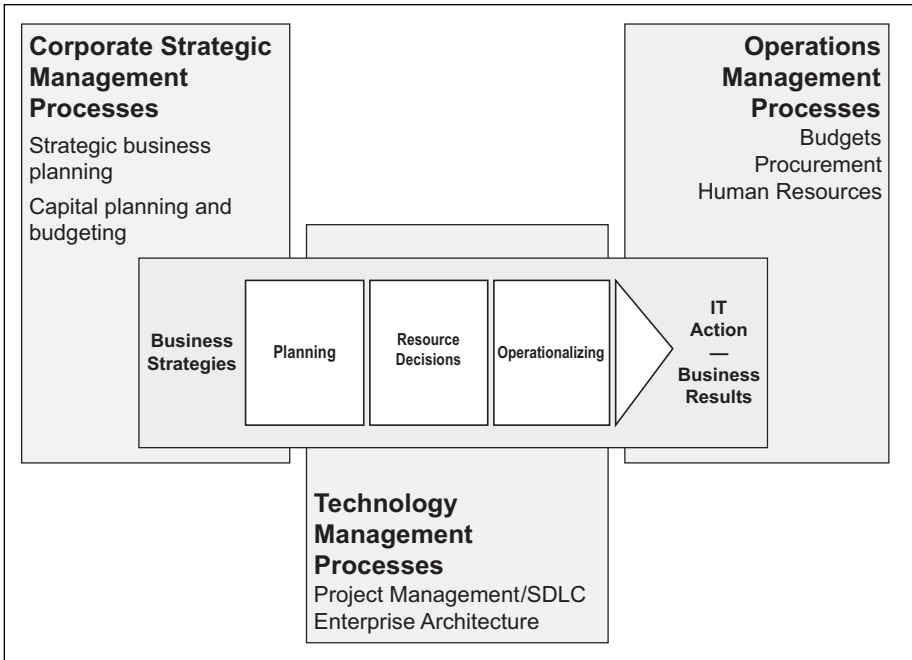 Corporate Strategic
Management
Processes
Strategic business
planning
Capital planning and
budgeting
Operations
Management
Processes
Budgets
Procurement
Human Resources
Business
Strategies
Planning
Resource
Decisions
Operationalizing
IT
Action
—
Business
Results
Technology
Management
Processes
Project Management/SDLC
Enterprise Architecture